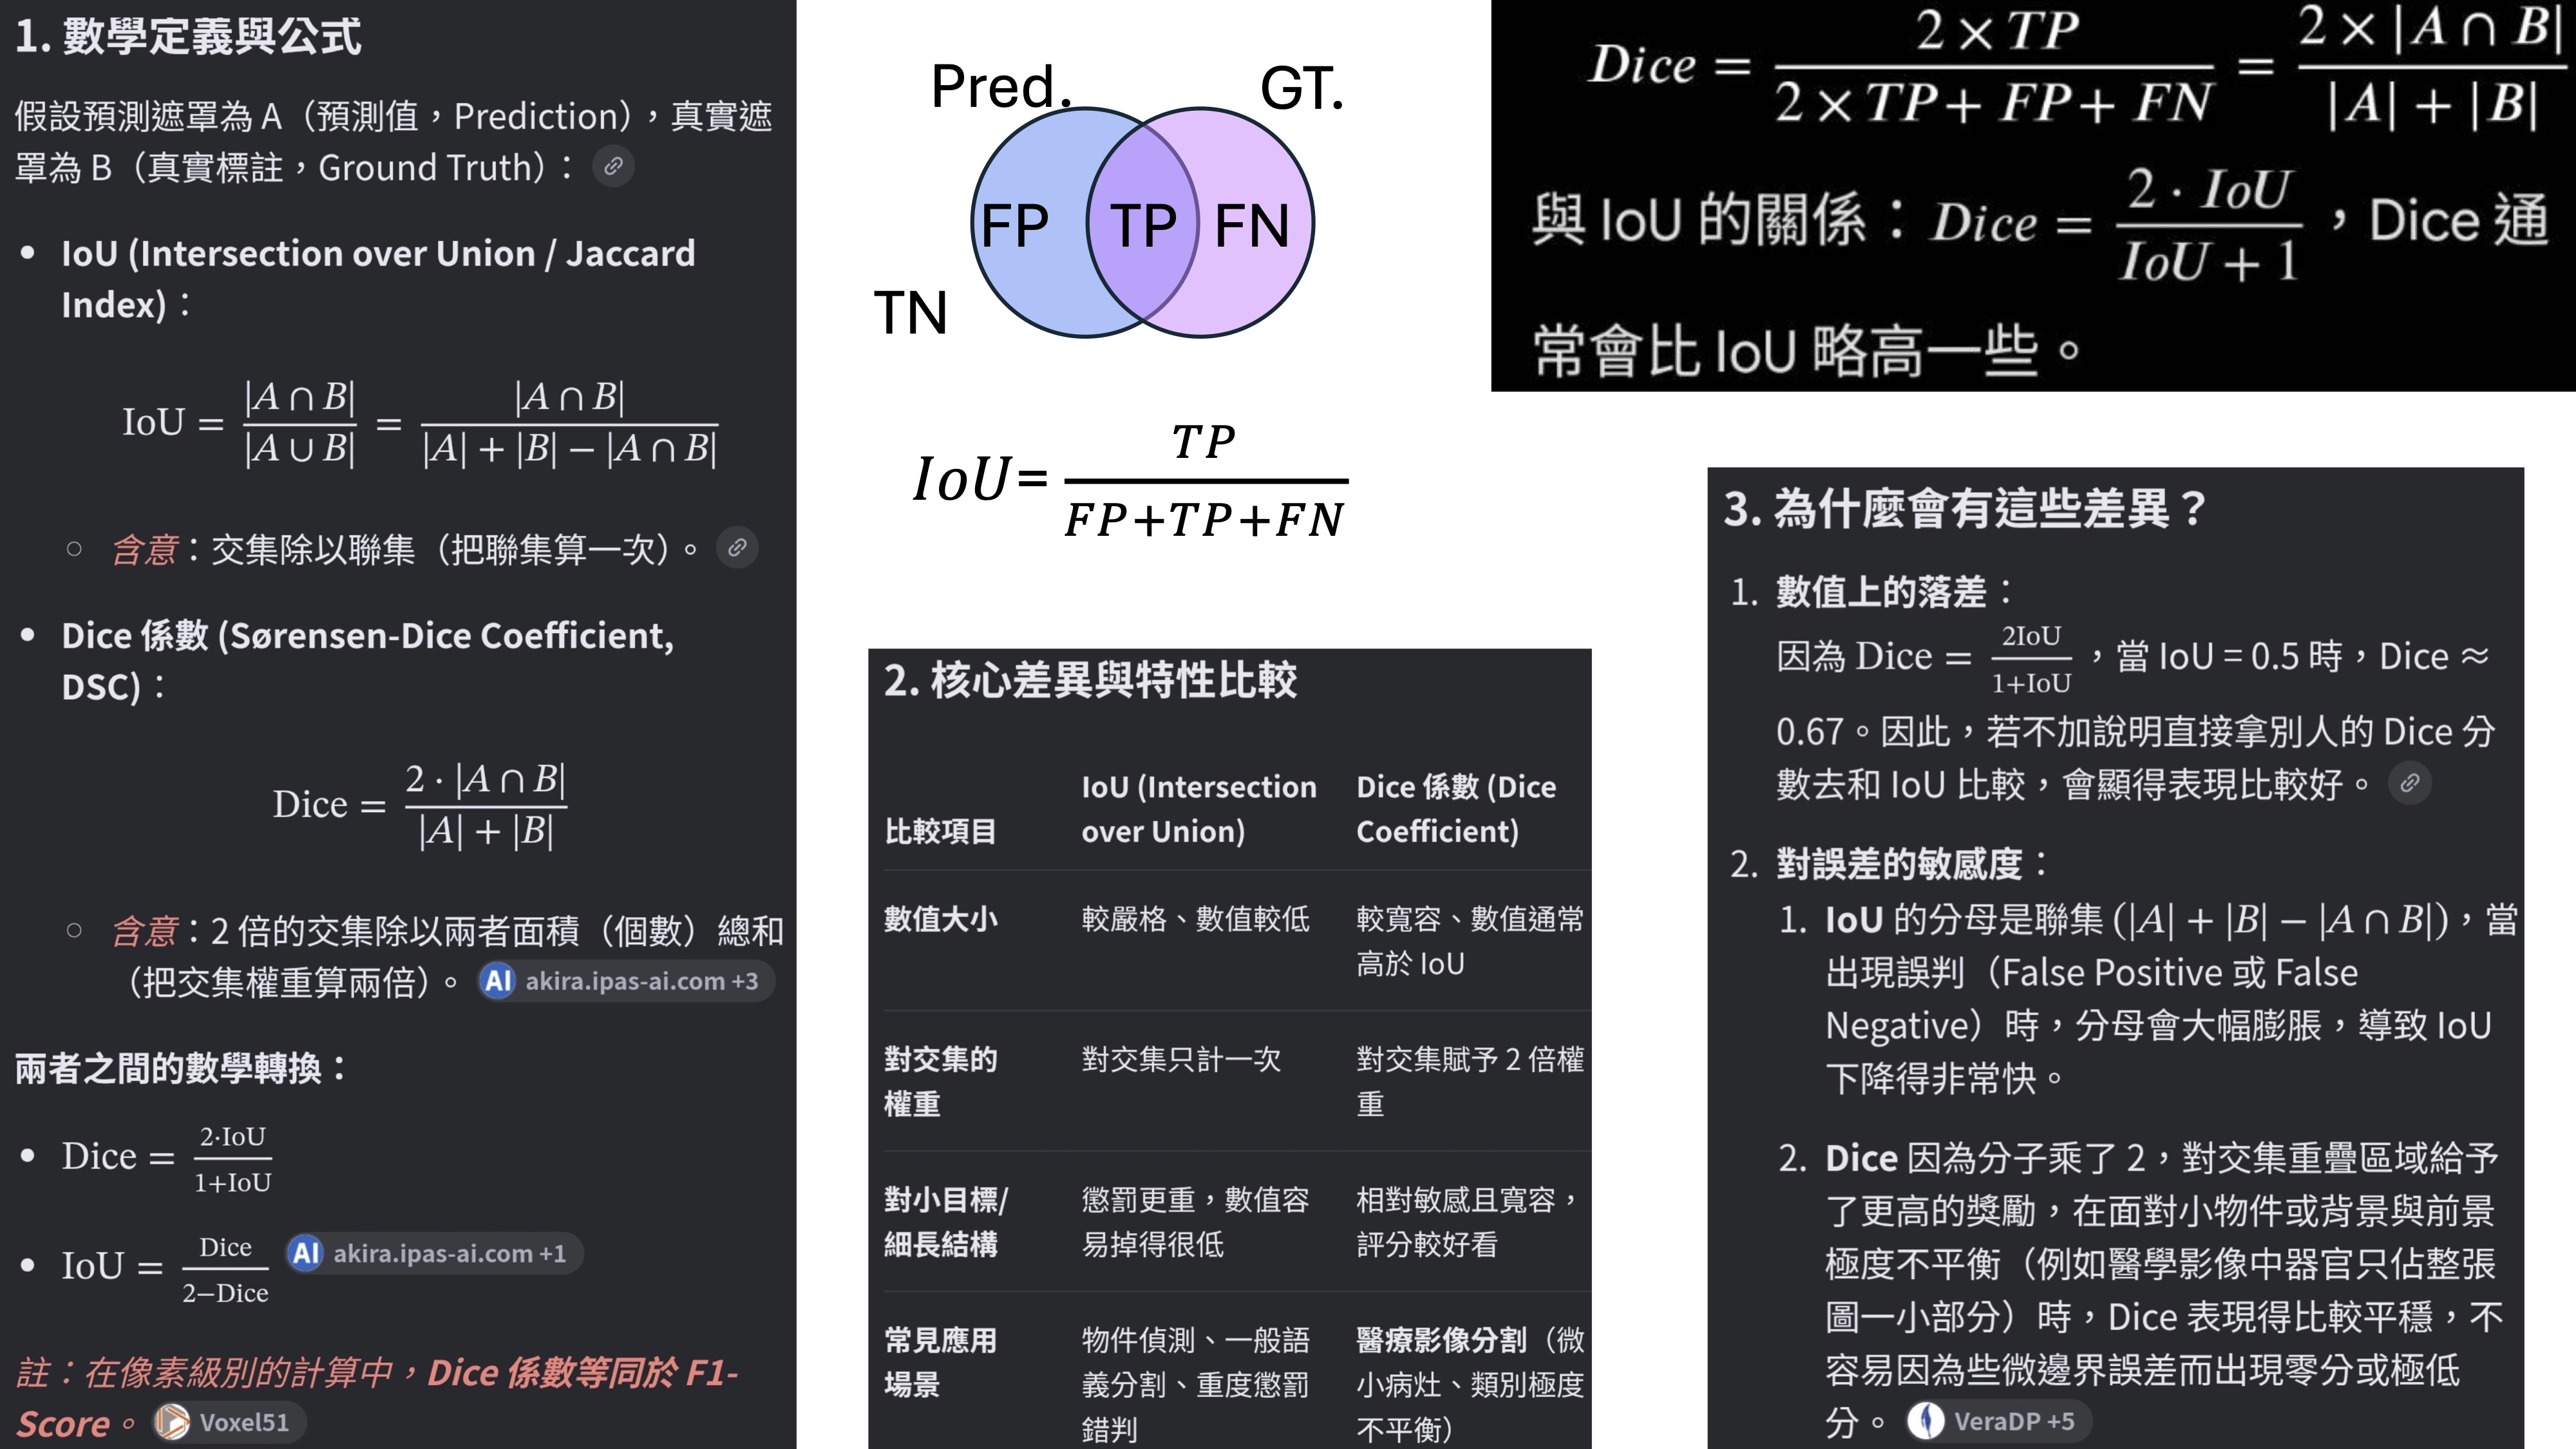 1. 數學定義與公式
假設預測遮罩為 A（預測值，Prediction），真實遮
罩為 B（真實標註，Ground Truth）：
• IoU (Intersection over Union / Jaccard
Index)：
IoU = |A ∩ B| / |A ∪ B| = |A ∩ B| / |A| + |B| − |A ∩ B|
○ 含意：交集除以聯集（把聯集算一次）。
• Dice 係數 (Sørensen-Dice Coefficient,
DSC)：
Dice = 2 · |A ∩ B| / |A| + |B|
○ 含意：2 倍的交集除以兩者面積（個數）總和
（把交集權重算兩倍）。 AI akira.ipas-ai.com +3
兩者之間的數學轉換：
• Dice = 2·IoU / 1+IoU
• IoU = Dice / 2−Dice AI akira.ipas-ai.com +1
註：在像素級別的計算中，Dice 係數等同於 F1-
Score。 Voxel51
Pred. GT.
FP TP FN
TN
IoU= TP / FP+TP+FN
2. 核心差異與特性比較
比較項目 IoU (Intersection over Union) Dice 係數 (Dice Coefficient)
數值大小 較嚴格、數值較低 較寬容、數值通常高於 IoU
對交集的權重 對交集只計一次 對交集賦予 2 倍權重
對小目標/細長結構 懲罰更重，數值容易掉得很低 相對敏感且寬容，評分較好看
常見應用場景 物件偵測、一般語義分割、重度懲罰錯判 醫療影像分割（微小病灶、類別極度不平衡）
Dice = 2 × TP / 2 × TP + FP + FN = 2 × |A ∩ B| / |A| + |B|
與 IoU 的關係：Dice = 2 · IoU / IoU + 1，Dice 通
常會比 IoU 略高一些。
3. 為什麼會有這些差異？
1. 數值上的落差：
因為 Dice = 2IoU / 1+IoU，當 IoU = 0.5 時，Dice ≈
0.67。因此，若不加說明直接拿別人的 Dice 分
數去和 IoU 比較，會顯得表現比較好。
2. 對誤差的敏感度：
1. IoU 的分母是聯集 (|A| + |B| − |A ∩ B|)，當
出現誤判（False Positive 或 False
Negative）時，分母會大幅膨脹，導致 IoU
下降得非常快。
2. Dice 因為分子乘了 2，對交集重疊區域給予
了更高的獎勵，在面對小物件或背景與前景
極度不平衡（例如醫學影像中器官只佔整張
圖一小部分）時，Dice 表現得比較平穩，不
容易因為些微邊界誤差而出現零分或極低
分。 VeraDP +5